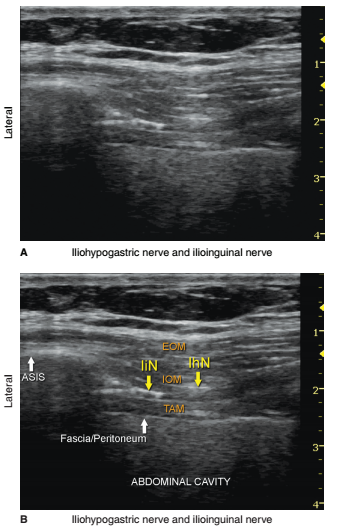 Lateral
1
2
3
4
A Iliohypogastric nerve and ilioinguinal nerve
Lateral
1
2
3
4
EOM
IiN IhN
ASIS
IOM
TAM
Fascia/Peritoneum
ABDOMINAL CAVITY
B Iliohypogastric nerve and ilioinguinal nerve